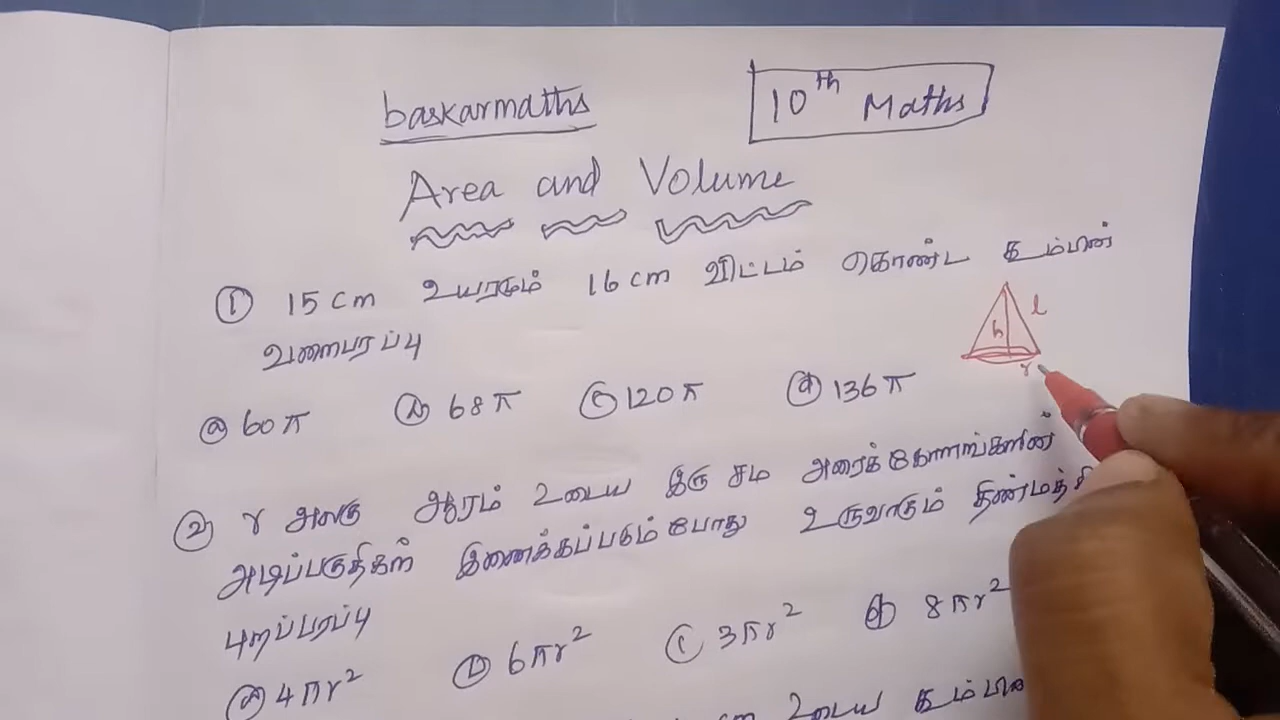 baskarmaths
10th Maths
Area and Volume
① 15 cm உயரமும் 16 cm விட்டம் கொண்ட கூம்பின்
வளைபரப்பு
h l
r
ⓐ 60π ⓑ 68π ⓒ 120π ⓓ 136π
② r அலகு ஆரம் உடைய இரு சம அரைக்கோளங்களின்
அடிப்பகுதிகள் இணைக்கப்படும்போது உருவாகும்
புறப்பரப்பு
ⓐ 4πr² ⓑ 6πr² ⓒ 3πr² ⓓ 8πr²
உடைய